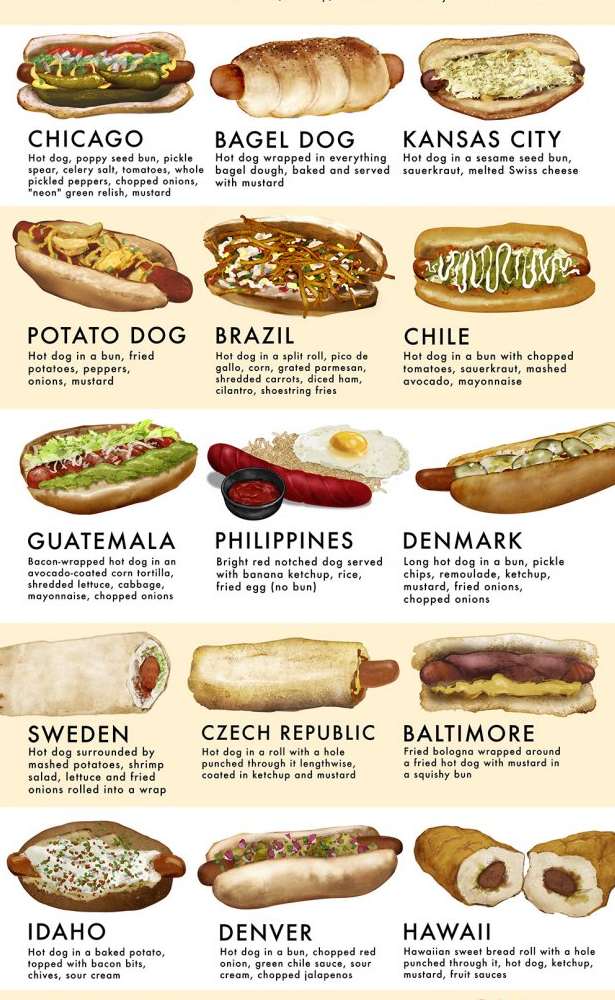 CHICAGO
Hot dog, poppy seed bun, pickle
spear, celery salt, tomatoes, whole
pickled peppers, chopped onions,
"neon" green relish, mustard
BAGEL DOG
Hot dog wrapped in everything
bagel dough, baked and served
with mustard
KANSAS CITY
Hot dog in a sesame seed bun,
sauerkraut, melted Swiss cheese
POTATO DOG
Hot dog in a bun, fried
potatoes, peppers,
onions, mustard
BRAZIL
Hot dog in a split roll, pico de
gallo, corn, grated parmesan,
shredded carrots, diced ham,
cilantro, shoestring fries
CHILE
Hot dog in a bun with chopped
tomatoes, sauerkraut, mashed
avocado, mayonnaise
GUATEMALA
Bacon-wrapped hot dog in an
avocado-coated corn tortilla,
shredded lettuce, cabbage,
mayonnaise, chopped onions
PHILIPPINES
Bright red notched dog served
with banana ketchup, rice,
fried egg (no bun)
DENMARK
Long hot dog in a bun, pickle
chips, remoulade, ketchup,
mustard, fried onions,
chopped onions
SWEDEN
Hot dog surrounded by
mashed potatoes, shrimp
salad, lettuce and fried
onions rolled into a wrap
CZECH REPUBLIC
Hot dog in a roll with a hole
punched through it lengthwise,
coated in ketchup and mustard
BALTIMORE
Fried bologna wrapped around
a fried hot dog with mustard in
a squishy bun
IDAHO
Hot dog in a baked potato,
topped with bacon bits,
chives, sour cream
DENVER
Hot dog in a bun, chopped red
onion, green chile sauce, sour
cream, chopped jalapenos
HAWAII
Hawaiian sweet bread roll with a hole
punched through it, hot dog, ketchup,
mustard, fruit sauces